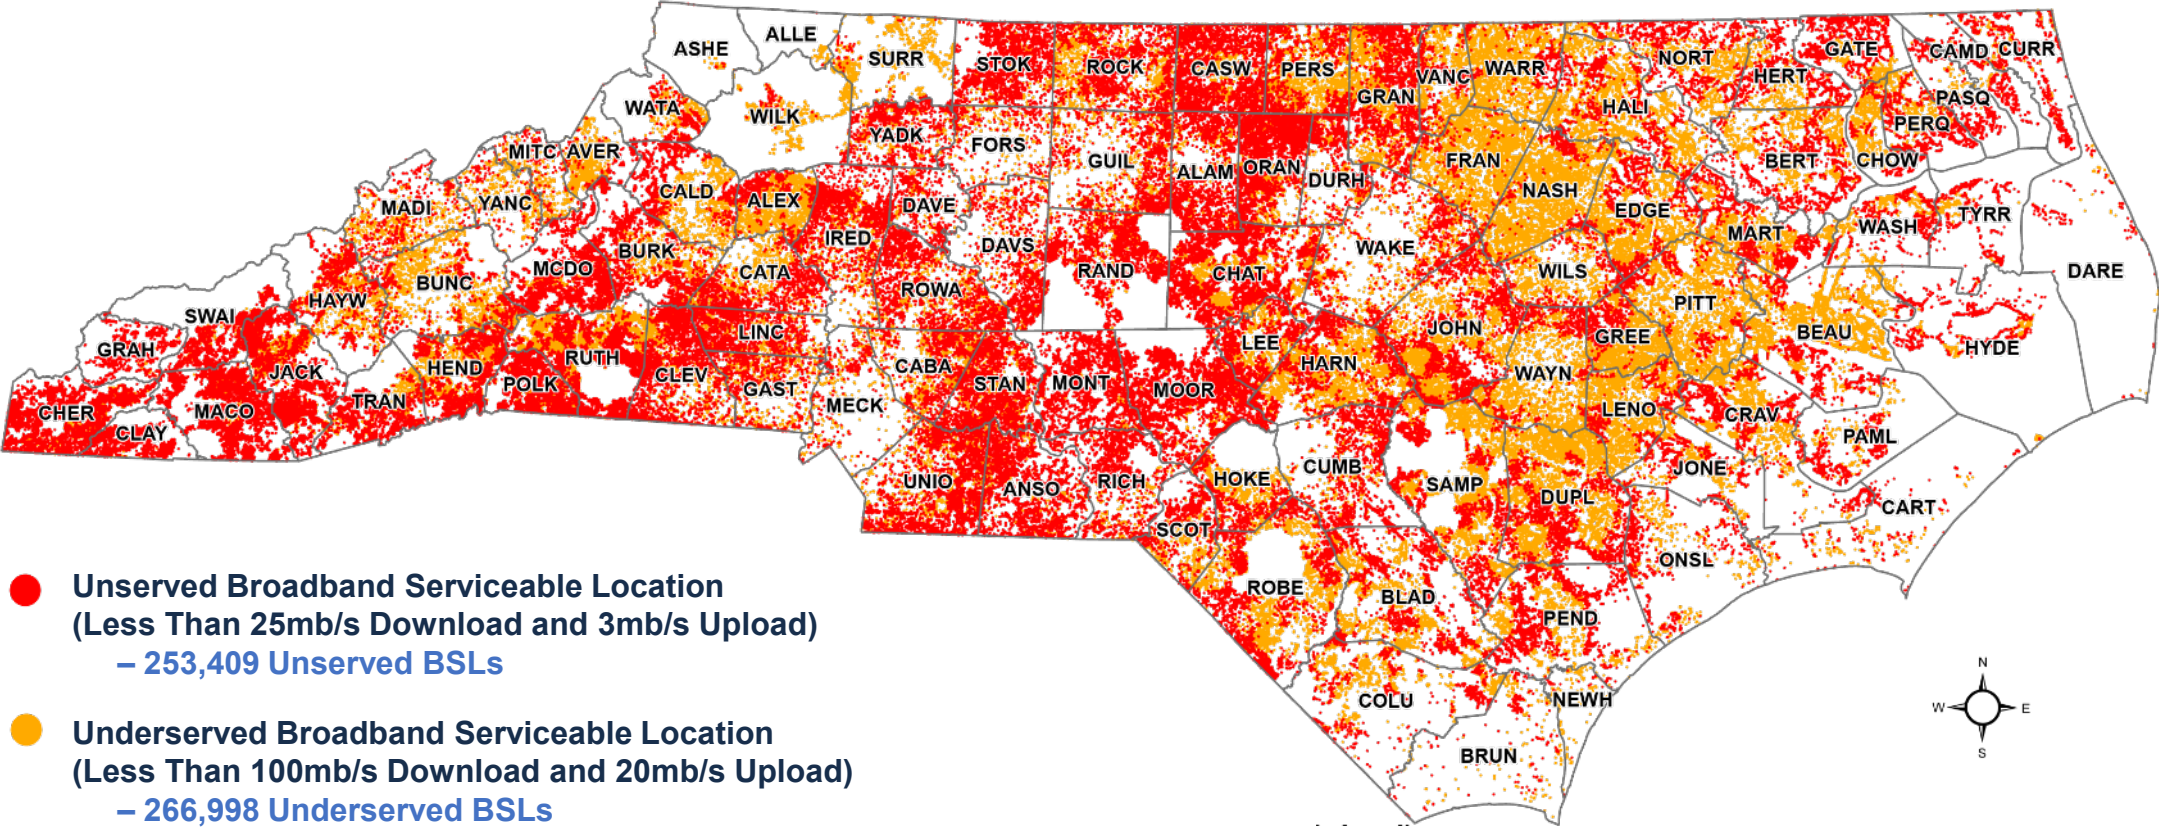 ASHE
ALLE
SURR
STOK
ROCK
CASW
PERS
GRAN
VANC
WARR
NORT
HERT
GATE
CAMD
CURR
WATA
WILK
YADK
FORS
GUIL
ALAM
ORAN
DURH
FRAN
HALI
NASH
BERT
CHOW
PERQ
PASQ
MITC
AVER
CALD
ALEX
DAVE
MADI
YANC
IRED
DAVS
RAND
CHAT
WAKE
EDGE
MART
WASH
TYRR
DARE
BURK
MCDO
BUNC
HAYW
CATA
ROWA
WILS
PITT
BEAU
HYDE
SWAI
GRAH
JACK
HEND
RUTH
LINC
CABA
STAN
MONT
MOOR
LEE
HARN
JOHN
WAYN
GREE
LENO
CRAV
PAML
CHER
CLAY
MACO
TRAN
POLK
CLEV
GAST
MECK
UNIO
ANSO
RICH
HOKE
CUMB
SAMP
DUPL
JONE
CART
SCOT
ROBE
BLAD
PEND
ONSL
COLU
NEWH
BRUN
Unserved Broadband Serviceable Location
(Less Than 25mb/s Download and 3mb/s Upload)
– 253,409 Unserved BSLs
Underserved Broadband Serviceable Location
(Less Than 100mb/s Download and 20mb/s Upload)
– 266,998 Underserved BSLs
N
W E
S